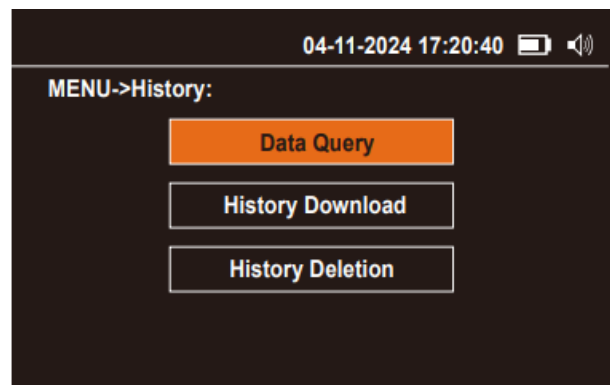 04-11-2024 17:20:40
MENU->History:
Data Query
History Download
History Deletion